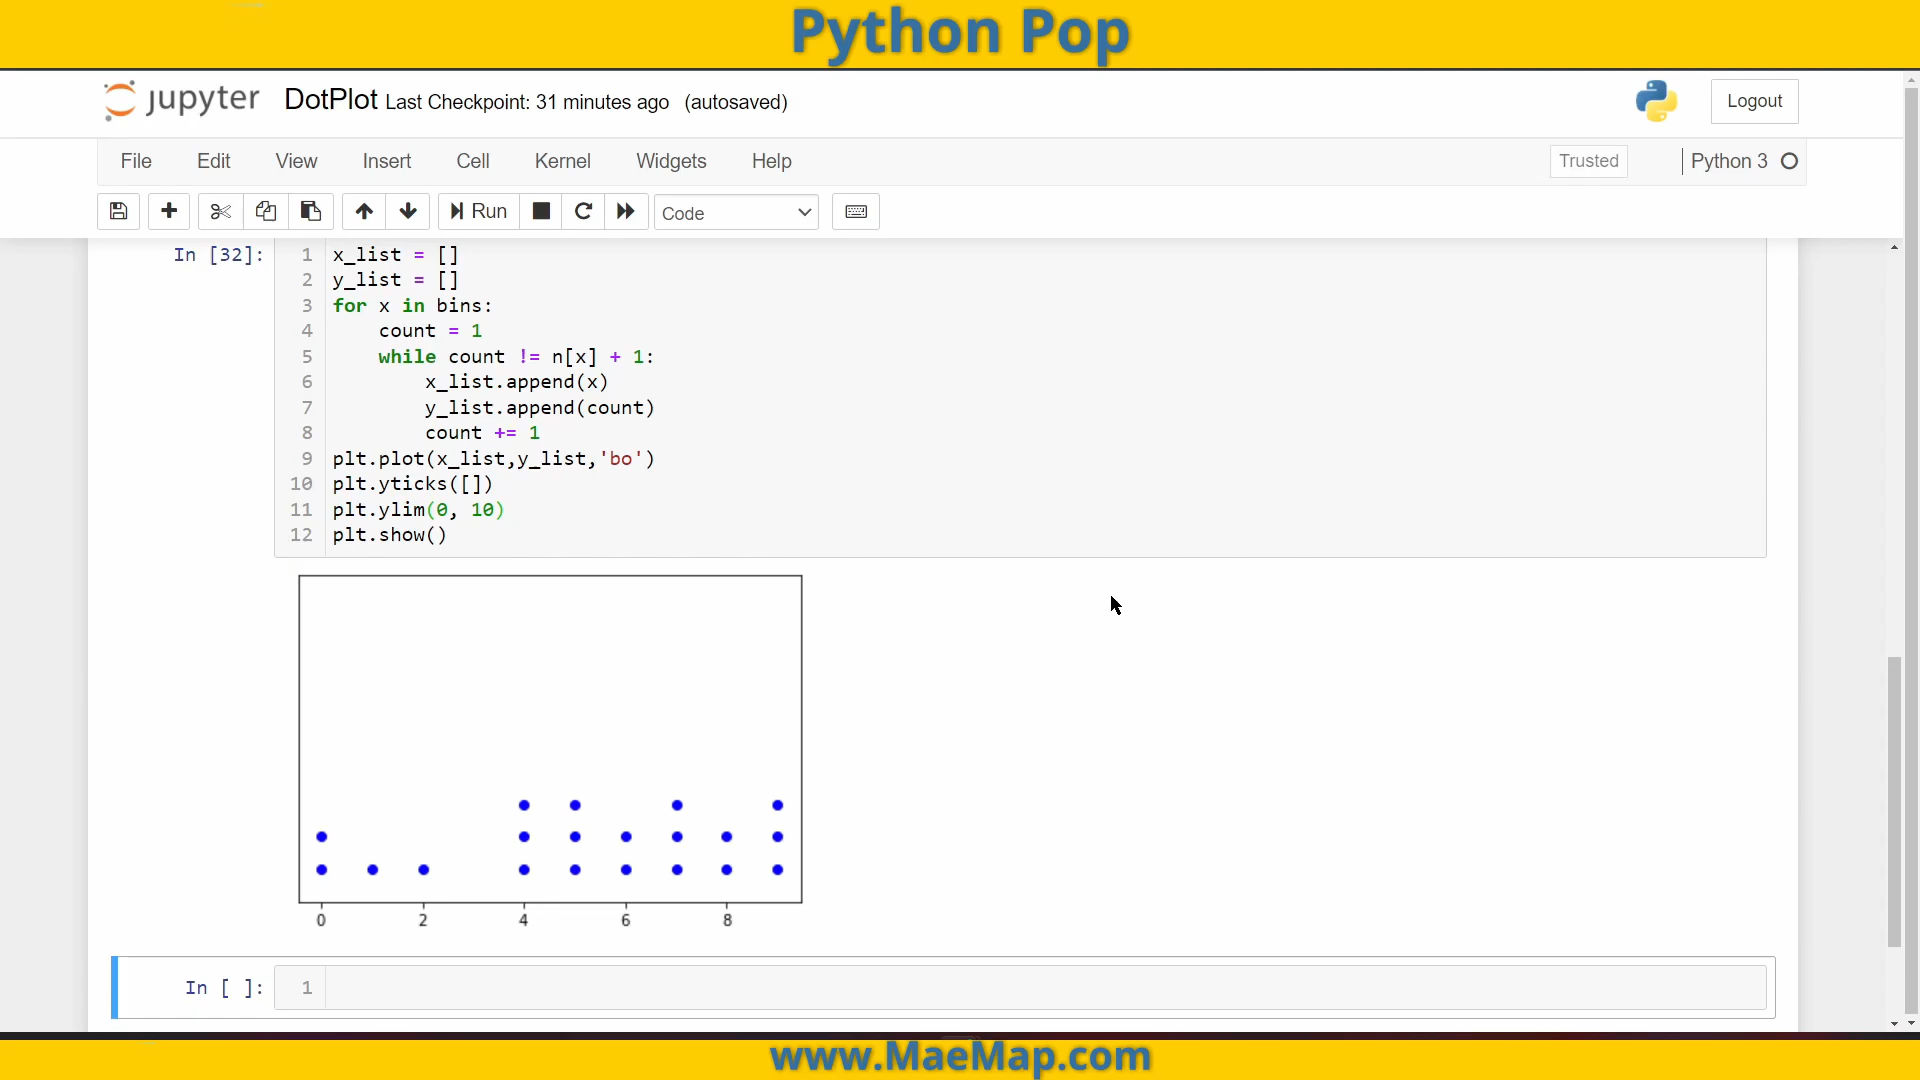 Python Pop
jupyter DotPlot Last Checkpoint: 31 minutes ago (autosaved) Logout
File Edit View Insert Cell Kernel Widgets Help Trusted Python 3
Run Code
In [32]:
1 x_list = []
2 y_list = []
3 for x in bins:
4     count = 1
5     while count != n[x] + 1:
6         x_list.append(x)
7         y_list.append(count)
8         count += 1
9 plt.plot(x_list,y_list,'bo')
10 plt.yticks([])
11 plt.ylim(0, 10)
12 plt.show()
0 2 4 6 8
In [ ]: 1
www.MaeMap.com